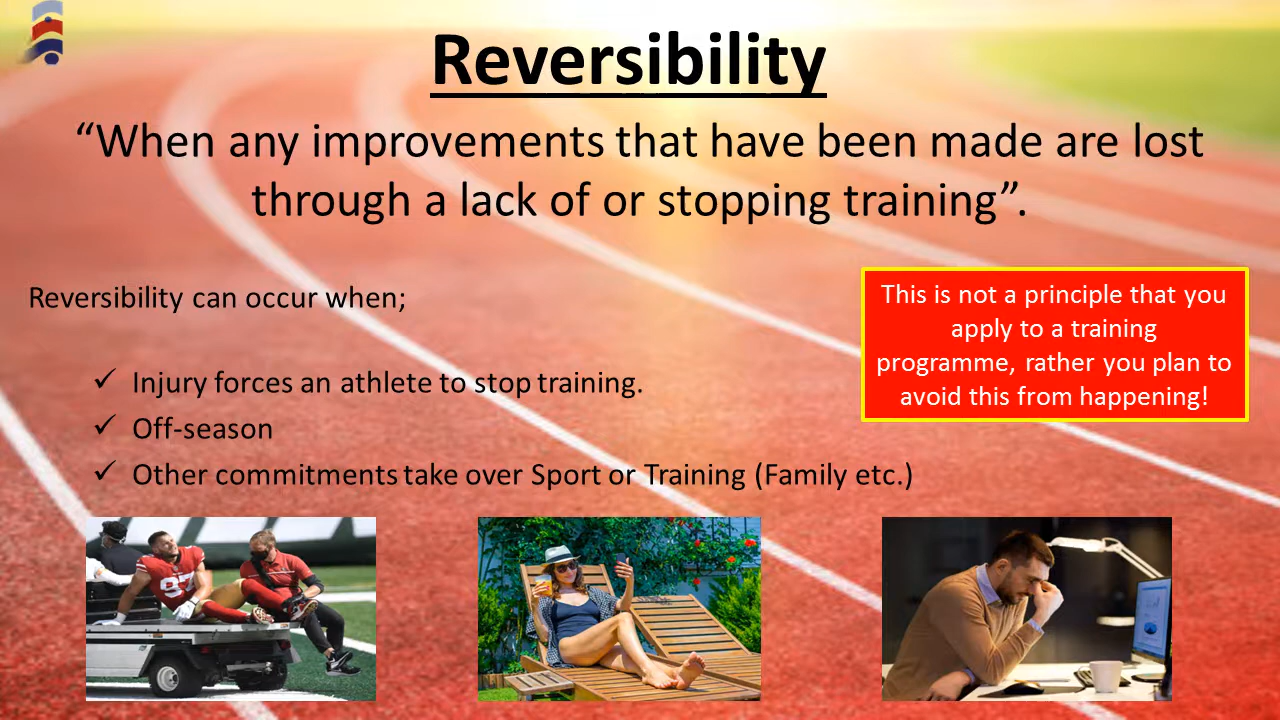 Reversibility
“When any improvements that have been made are lost
through a lack of or stopping training”.
Reversibility can occur when;
✓ Injury forces an athlete to stop training.
✓ Off-season
✓ Other commitments take over Sport or Training (Family etc.)
This is not a principle that you
apply to a training
programme, rather you plan to
avoid this from happening!
97